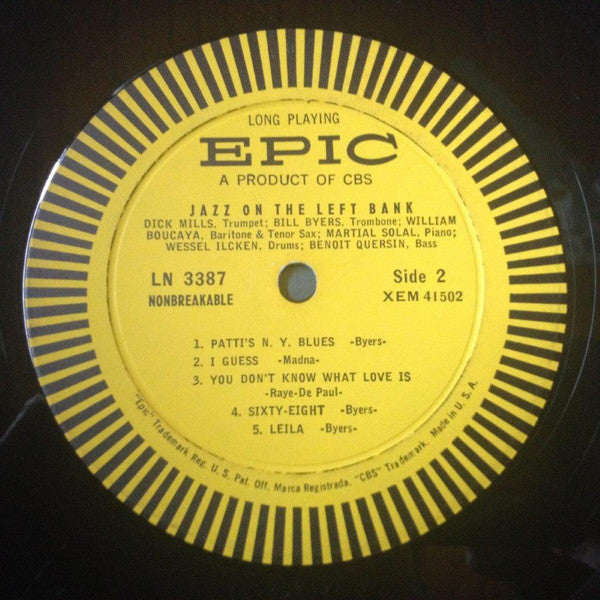 LONG PLAYING
EPIC
A PRODUCT OF CBS
JAZZ ON THE LEFT BANK
DICK MILLS, Trumpet; BILL BYERS, Trombone; WILLIAM
BOUCAYA, Baritone & Tenor Sax; MARTIAL SOLAL, Piano;
WESSEL ILCKEN, Drums; BENOIT QUERSIN, Bass
LN 3387
NONBREAKABLE
Side 2
XEM 41502
1. PATTI'S N. Y. BLUES -Byers-
2. I GUESS -Madna-
3. YOU DON'T KNOW WHAT LOVE IS
-Raye-De Paul-
4. SIXTY-EIGHT -Byers-
5. LEILA -Byers-
"Epic" Trademark Reg. U. S. Pat. Off. Marca Registrada. "CBS" Trademark. Made in U. S. A.